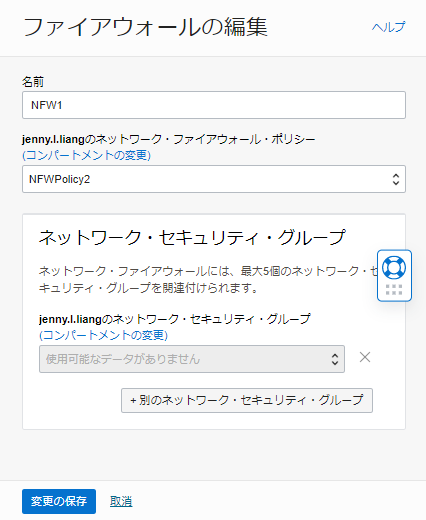 ファイアウォールの編集
ヘルプ
名前
NFW1
jenny.l.liangのネットワーク・ファイアウォール・ポリシー
(コンパートメントの変更)
NFWPolicy2
ネットワーク・セキュリティ・グループ
ネットワーク・ファイアウォールには、最大5個のネットワーク・セ
キュリティ・グループを関連付けられます。
jenny.l.liangのネットワーク・セキュリティ・グループ
(コンパートメントの変更)
使用可能なデータがありません
+ 別のネットワーク・セキュリティ・グループ
変更の保存
取消